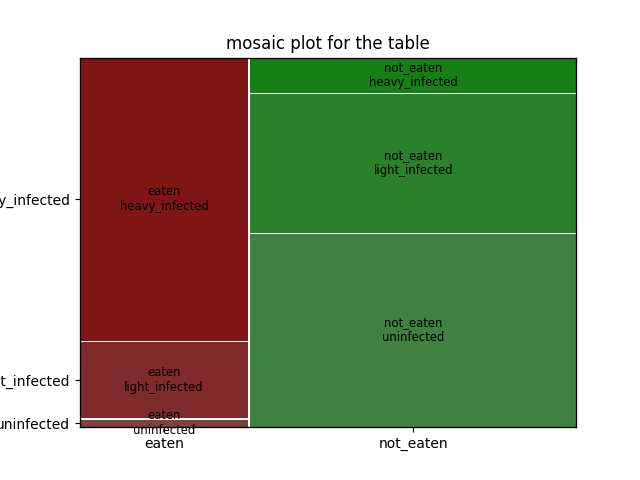 mosaic plot for the table
not_eaten
heavy_infected
not_eaten
light_infected
eaten
heavy_infected
y_infected
not_eaten
uninfected
eaten
light_infected
t_infected
eaten
uninfected
uninfected
eaten
not_eaten